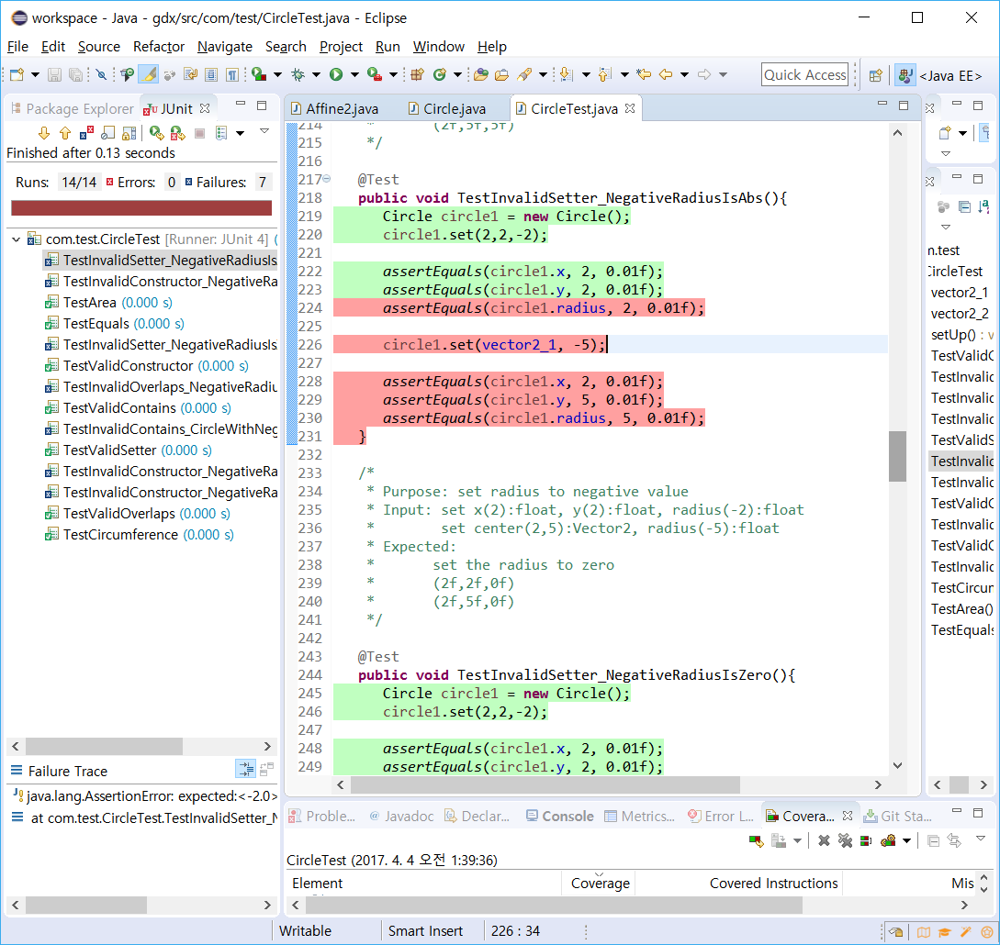 workspace - Java - gdx/src/com/test/CircleTest.java - Eclipse
File Edit Source Refactor Navigate Search Project Run Window Help
Quick Access
<Java EE>
Package Explorer JUnit
Finished after 0.13 seconds
Runs: 14/14 Errors: 0 Failures: 7
com.test.CircleTest [Runner: JUnit 4] (
TestInvalidSetter_NegativeRadiusIs
TestInvalidConstructor_NegativeRa
TestArea (0.000 s)
TestEquals (0.000 s)
TestInvalidSetter_NegativeRadiusIs
TestValidConstructor (0.000 s)
TestInvalidOverlaps_NegativeRadiu
TestValidContains (0.000 s)
TestInvalidContains_CircleWithNeg
TestValidSetter (0.000 s)
TestInvalidConstructor_NegativeRa
TestInvalidConstructor_NegativeRa
TestValidOverlaps (0.000 s)
TestCircumference (0.000 s)
Failure Trace
java.lang.AssertionError: expected:<-2.0>
at com.test.CircleTest.TestInvalidSetter_N
Affine2.java Circle.java CircleTest.java
214 * (2f,5f,5f)
215 */
216
217 @Test
218 public void TestInvalidSetter_NegativeRadiusIsAbs(){
219 Circle circle1 = new Circle();
220 circle1.set(2,2,-2);
221
222 assertEquals(circle1.x, 2, 0.01f);
223 assertEquals(circle1.y, 2, 0.01f);
224 assertEquals(circle1.radius, 2, 0.01f);
225
226 circle1.set(vector2_1, -5);
227
228 assertEquals(circle1.x, 2, 0.01f);
229 assertEquals(circle1.y, 5, 0.01f);
230 assertEquals(circle1.radius, 5, 0.01f);
231 }
232
233 /*
234 * Purpose: set radius to negative value
235 * Input: set x(2):float, y(2):float, radius(-2):float
236 * set center(2,5):Vector2, radius(-5):float
237 * Expected:
238 * set the radius to zero
239 * (2f,2f,0f)
240 * (2f,5f,0f)
241 */
242
243 @Test
244 public void TestInvalidSetter_NegativeRadiusIsZero(){
245 Circle circle1 = new Circle();
246 circle1.set(2,2,-2);
247
248 assertEquals(circle1.x, 2, 0.01f);
249 assertEquals(circle1.y, 2, 0.01f);
n.test
CircleTest
vector2_1
vector2_2
setUp() : v
TestValidC
TestInvalid
TestInvalid
TestInvalid
TestValidS
TestInvalid
TestInvalid
TestValidC
TestInvalid
TestValidC
TestInvalid
TestCircum
TestArea()
TestEquals
Proble... Javadoc Declar... Console Metrics... Error L... Covera... Git Sta...
CircleTest (2017. 4. 4 오전 1:39:36)
Element Coverage Covered Instructions Mis
Writable Smart Insert 226 : 34